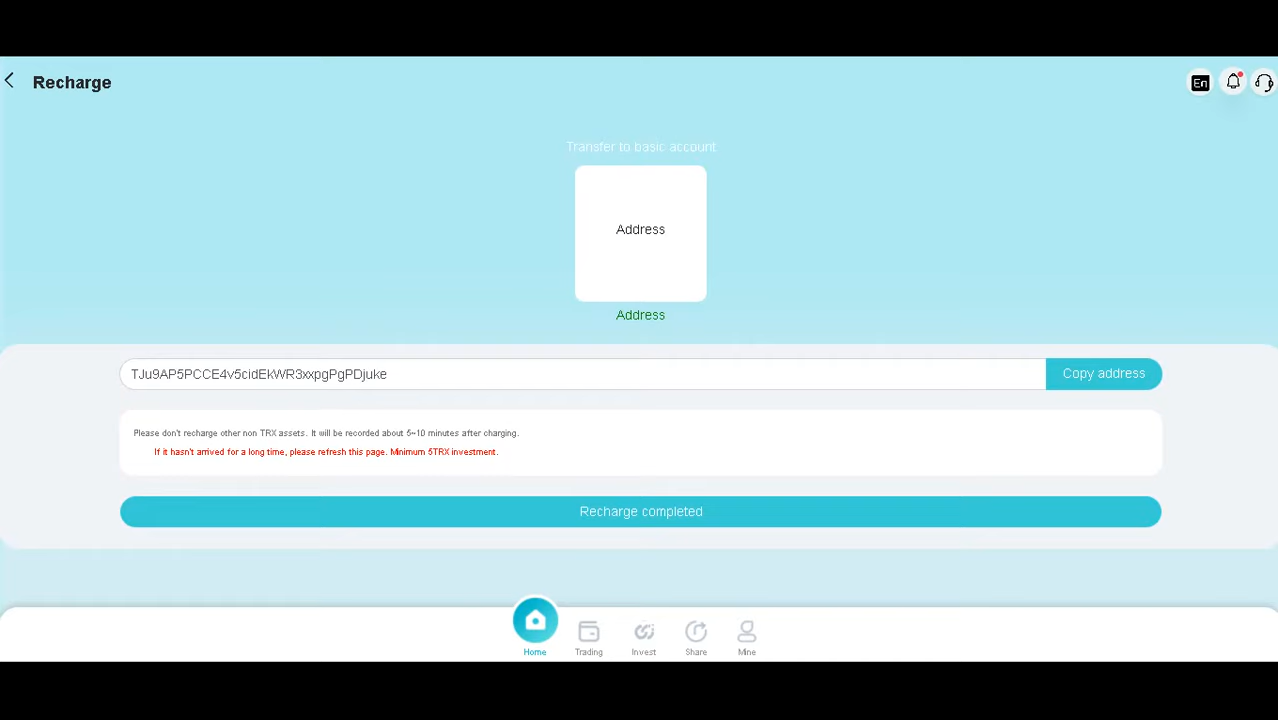 Recharge
En
Transfer to basic account
Address
Address
TJu9AP5PCCE4v5cidEkWR3xxpgPgPDjuke
Copy address
Please don't recharge other non TRX assets. It will be recorded about 5~10 minutes after charging.
If it hasn't arrived for a long time, please refresh this page. Minimum 5TRX investment.
Recharge completed
Home
Trading
Invest
Share
Mine